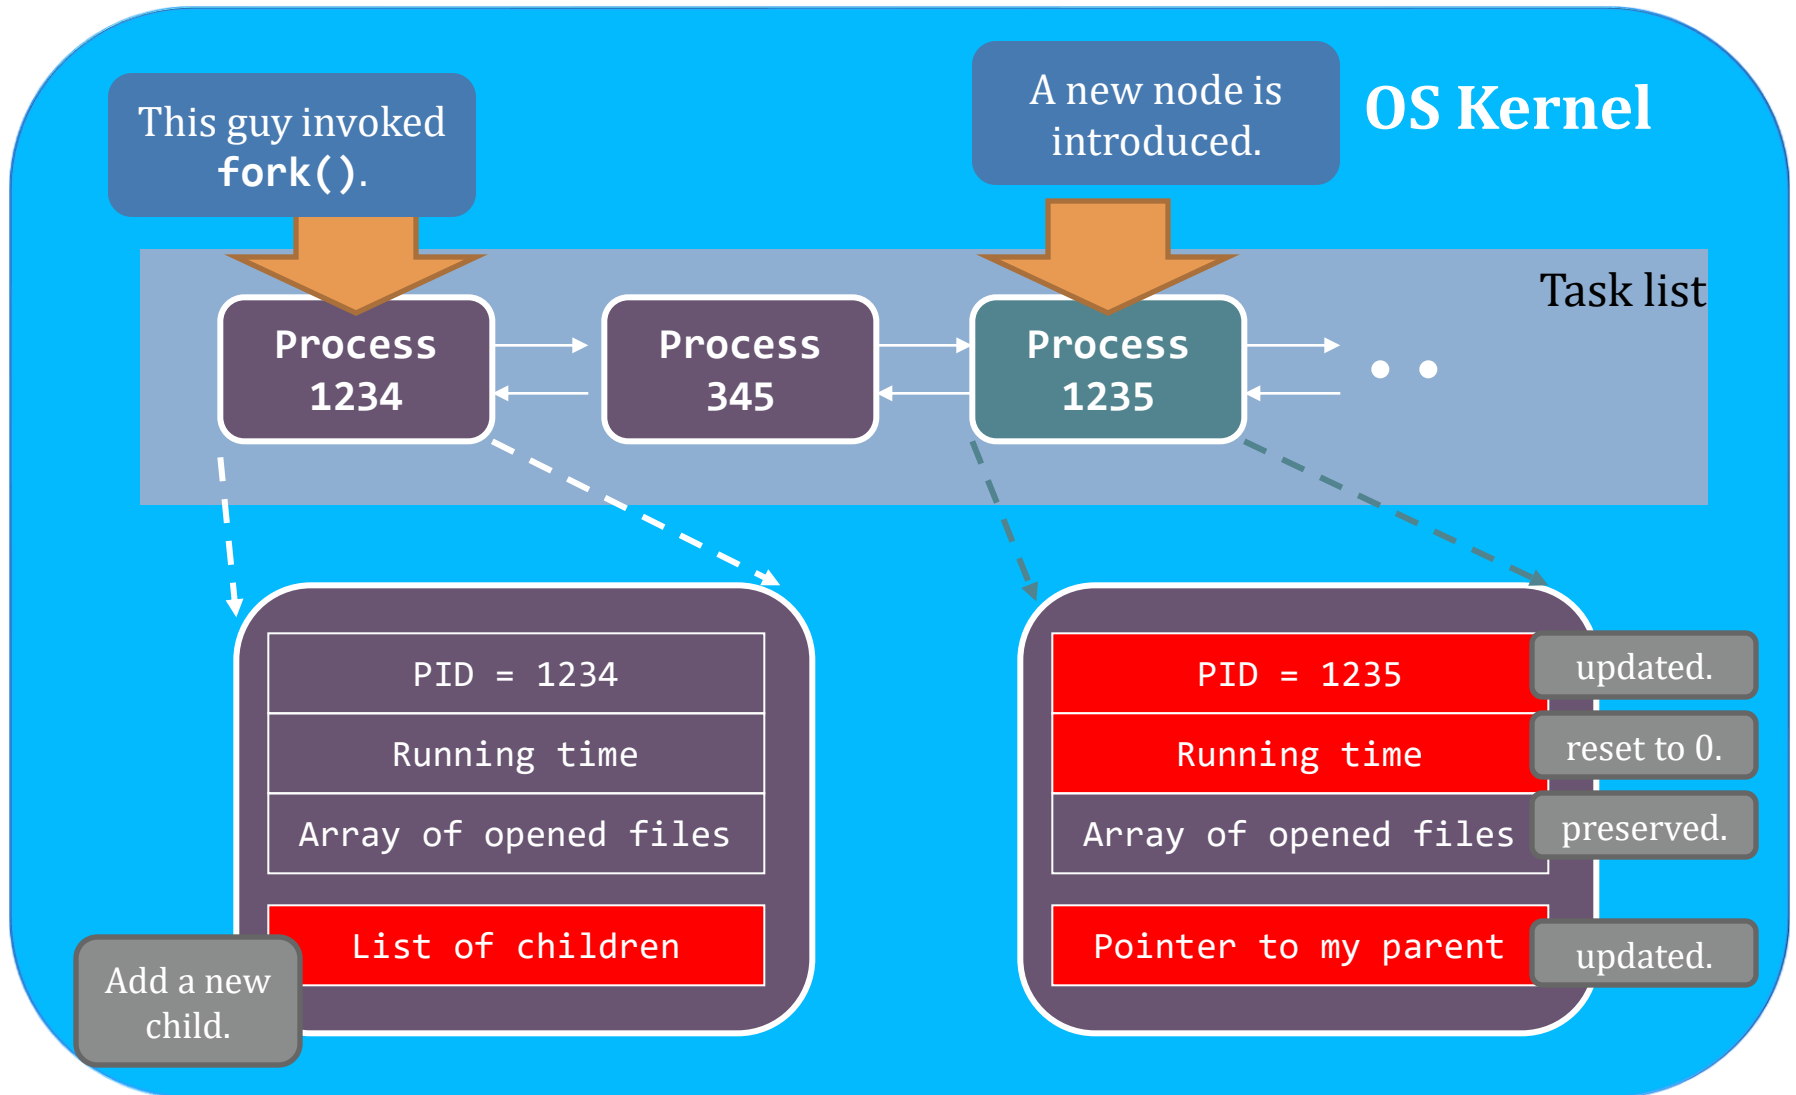 This guy invoked
fork().
A new node is
introduced.
OS Kernel
Task list
Process
1234
Process
345
Process
1235
PID = 1234
Running time
Array of opened files
List of children
Add a new
child.
PID = 1235
updated.
Running time
reset to 0.
Array of opened files
preserved.
Pointer to my parent
updated.